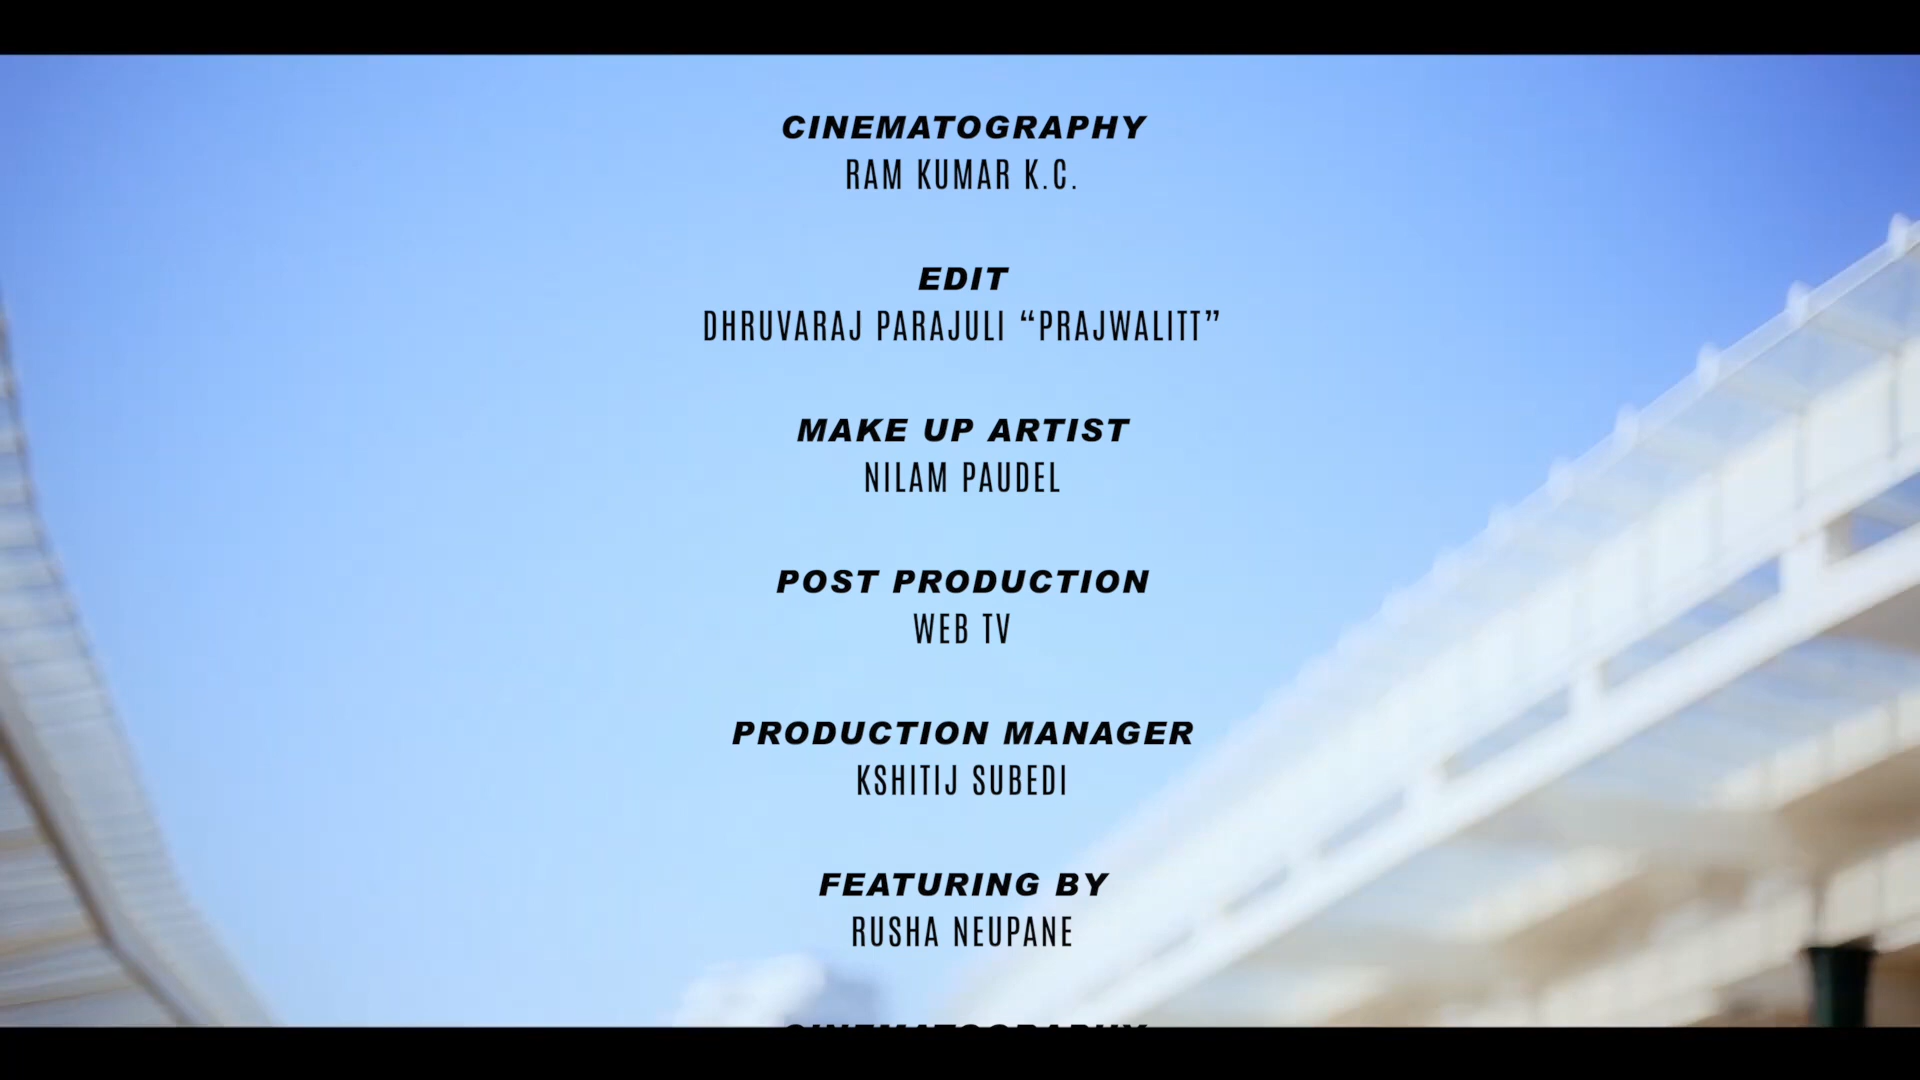 CINEMATOGRAPHY
RAM KUMAR K.C.
EDIT
DHRUVARAJ PARAJULI “PRAJWALITT”
MAKE UP ARTIST
NILAM PAUDEL
POST PRODUCTION
WEB TV
PRODUCTION MANAGER
KSHITIJ SUBEDI
FEATURING BY
RUSHA NEUPANE
CINEMATOGRAPHY